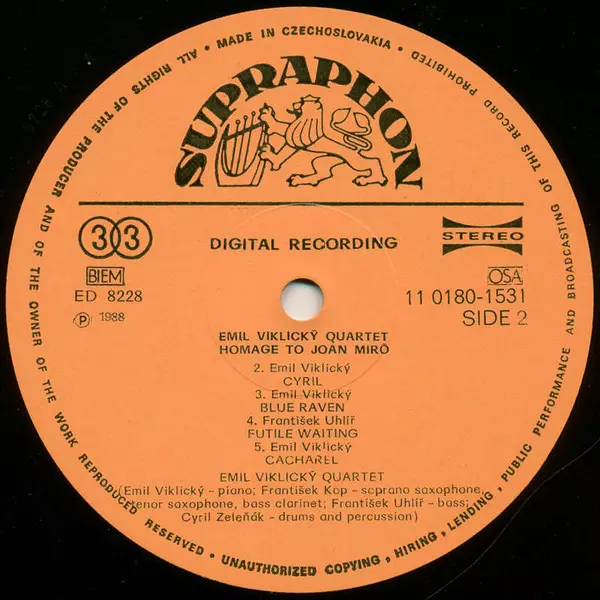 ALL RIGHTS OF THE PRODUCER AND OF THE OWNER OF THE WORK REPRODUCED RESERVED • UNAUTHORIZED COPYING, HIRING, LENDING, PUBLIC PERFORMANCE AND BROADCASTING OF THIS RECORD PROHIBITED • MADE IN CZECHOSLOVAKIA •
SUPRAPHON
33
DIGITAL RECORDING
STEREO
BIEM
OSA
ED 8228
11 0180-1531
Ⓟ 1988
SIDE 2
EMIL VIKLICKÝ QUARTET
HOMAGE TO JOAN MIRÓ
2. Emil Viklický
CYRIL
3. Emil Viklický
BLUE RAVEN
4. František Uhlíř
FUTILE WAITING
5. Emil Viklický
CACHAREL
EMIL VIKLICKÝ QUARTET
(Emil Viklický – piano; František Kop – soprano saxophone,
tenor saxophone, bass clarinet; František Uhlíř – bass;
Cyril Zeleňák – drums and percussion)